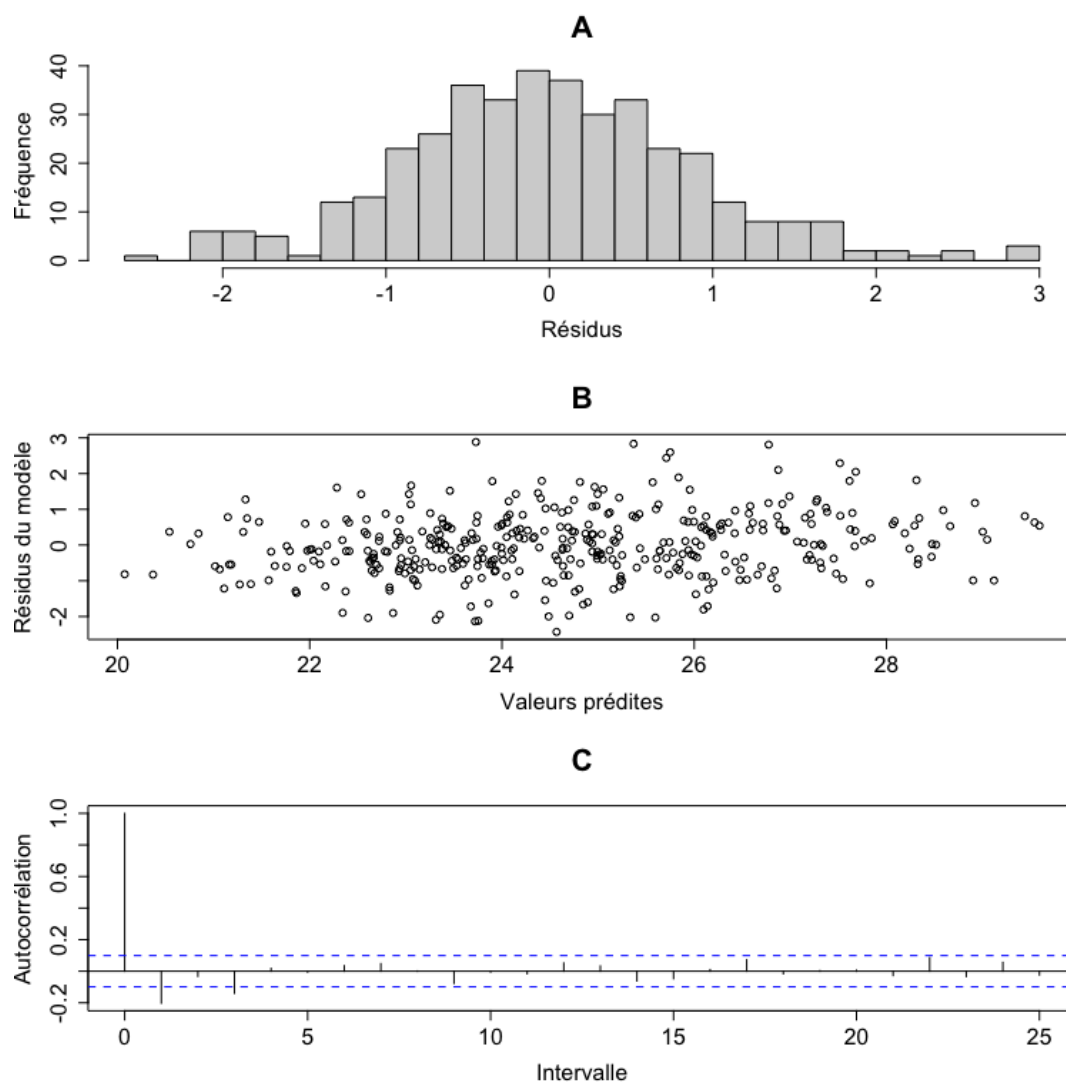 A
Fréquence
0 10 20 30 40
-2 -1 0 1 2 3
Résidus
B
Résidus du modèle
-2 0 1 2 3
20 22 24 26 28
Valeurs prédites
C
Autocorrélation
-0.2 0.2 0.6 1.0
0 5 10 15 20 25
Intervalle